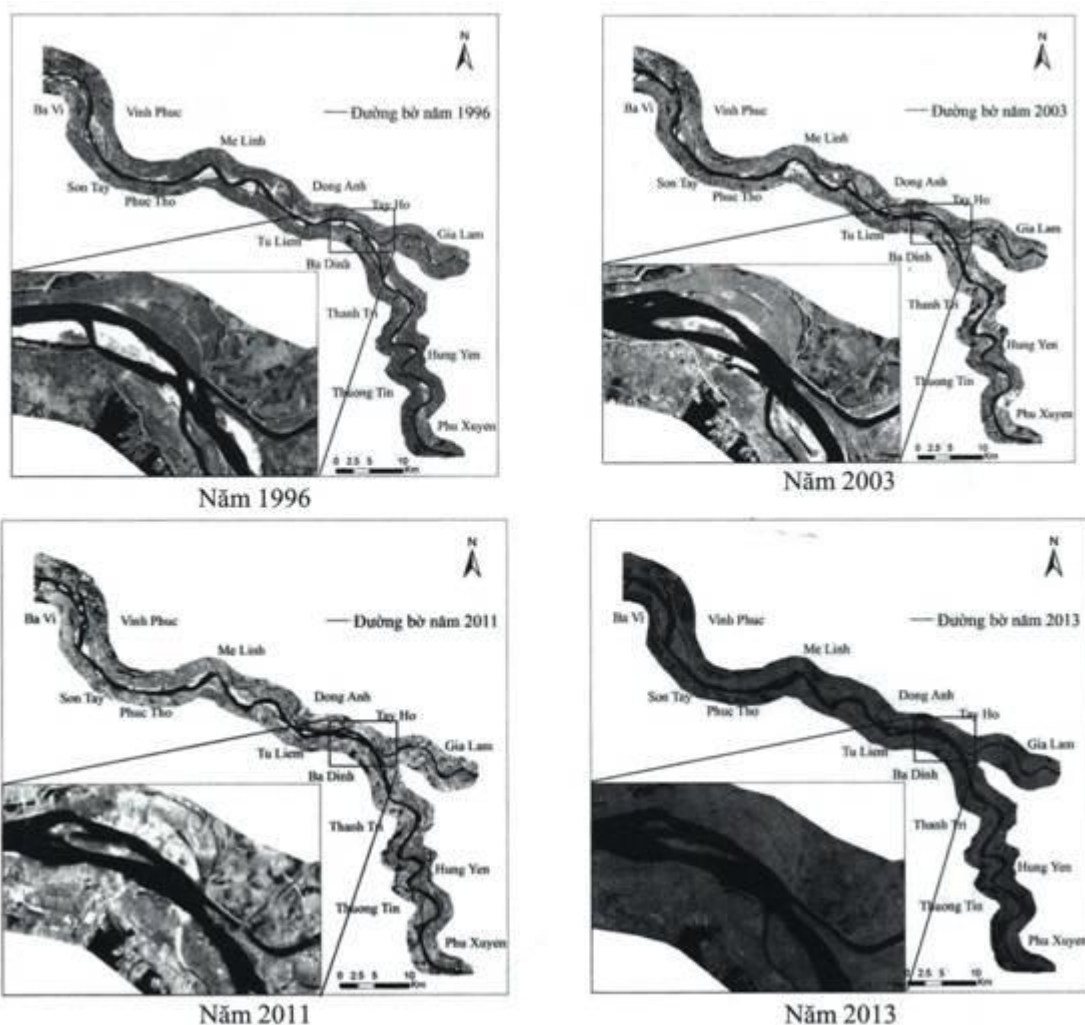 N
Ba Vi
Vinh Phuc
Đường bờ năm 1996
Me Linh
Son Tay
Phuc Tho
Dong Anh
Tay Ho
Tu Liem
Gia Lam
Ba Dinh
Thanh Tri
Hung Yen
Thuong Tin
Phu Xuyen
0 2.5 5 10
Km
Năm 1996
N
Ba Vi
Vinh Phuc
Đường bờ năm 2003
Me Linh
Son Tay
Phuc Tho
Dong Anh
Tay Ho
Tu Liem
Gia Lam
Ba Dinh
Thanh Tri
Hung Yen
Thuong Tin
Phu Xuyen
0 2.5 5 10
Km
Năm 2003
N
Ba Vi
Vinh Phuc
Đường bờ năm 2011
Me Linh
Son Tay
Phuc Tho
Dong Anh
Tay Ho
Tu Liem
Gia Lam
Ba Dinh
Thanh Tri
Hung Yen
Thuong Tin
Phu Xuyen
0 2.5 5 10
Km
Năm 2011
N
Ba Vi
Vinh Phuc
Đường bờ năm 2013
Me Linh
Son Tay
Phuc Tho
Dong Anh
Tay Ho
Tu Liem
Gia Lam
Ba Dinh
Thanh Tri
Hung Yen
Thuong Tin
Phu Xuyen
0 2.5 5 10
Km
Năm 2013